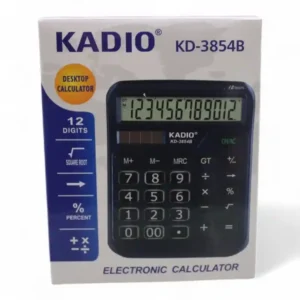 KADIO® KD-3854B
DESKTOP
CALCULATOR
12
DIGITS
√
SQUARE ROOT
→
%
PERCENT
+ ×
− ÷
123456789012
KADIO®
KD-3854B
M+ M− MRC GT ÷
7 8 9
4 5 6
1 2 3
0 00 .
ELECTRONIC CALCULATOR